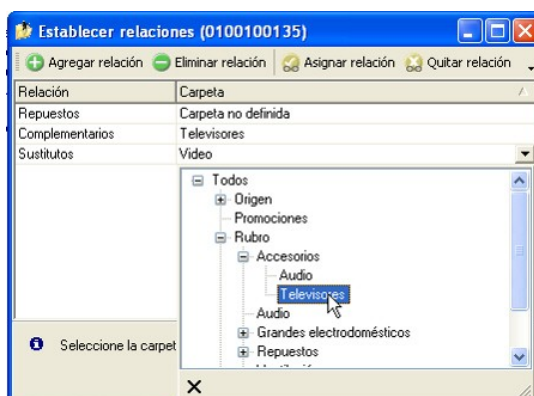 Establecer relaciones (0100100135)
Agregar relación Eliminar relación Asignar relación Quitar relación
Relación Carpeta
Repuestos Carpeta no definida
Complementarios Televisores
Sustitutos Video
Todos
Origen
Promociones
Rubro
Accesorios
Audio
Televisores
Audio
Grandes electrodomésticos
Repuestos
Seleccione la carpet